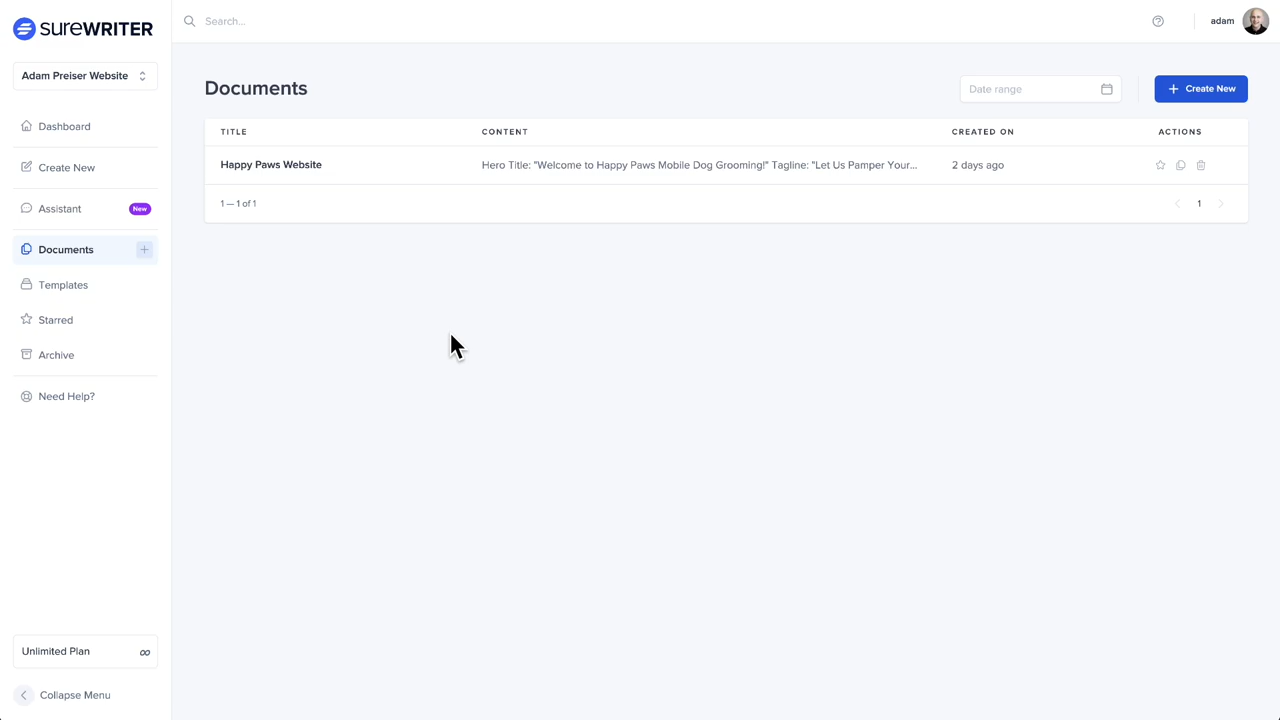 sureWRITER
Search...
adam
Adam Preiser Website
Dashboard
Create New
Assistant
New
Documents
Templates
Starred
Archive
Need Help?
Unlimited Plan
Collapse Menu
Documents
Date range
Create New
TITLE CONTENT CREATED ON ACTIONS
Happy Paws Website Hero Title: "Welcome to Happy Paws Mobile Dog Grooming!" Tagline: "Let Us Pamper Your... 2 days ago
1 — 1 of 1 1